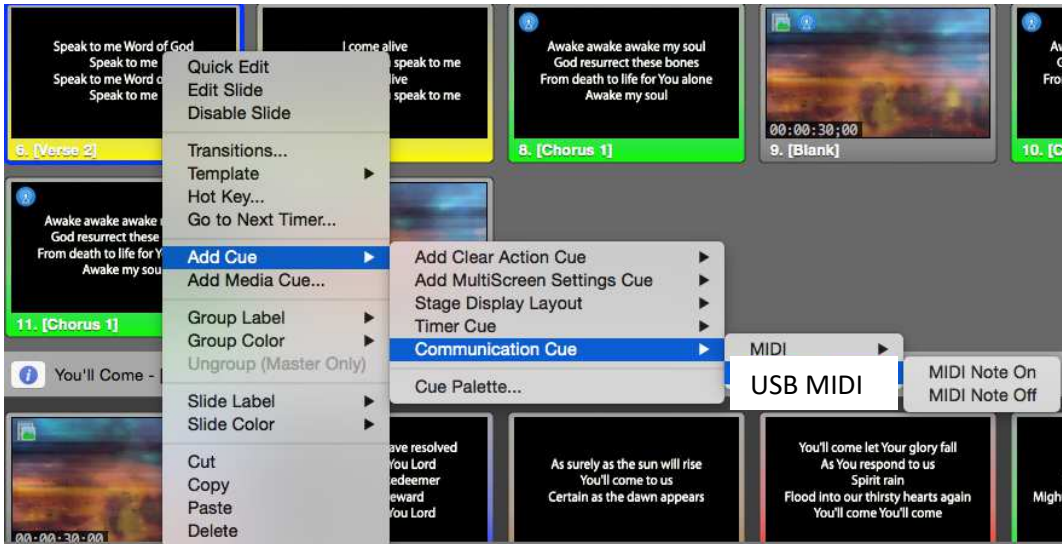 Speak to me Word of God
Speak to me
Speak to me Word o
Speak to me
6. [Verse 2]
I come alive
speak to me
live
speak to me
Awake awake awake my soul
God resurrect these bones
From death to life for You alone
Awake my soul
8. [Chorus 1]
00:00:30;00
9. [Blank]
Aw
G
Fro
10. [C
Quick Edit
Edit Slide
Disable Slide
Transitions...
Template
Hot Key...
Go to Next Timer...
Add Cue
Add Media Cue...
Group Label
Group Color
Ungroup (Master Only)
Slide Label
Slide Color
Cut
Copy
Paste
Delete
Awake awake awake
God resurrect these
From death to life for Y
Awake my sou
11. [Chorus 1]
Add Clear Action Cue
Add MultiScreen Settings Cue
Stage Display Layout
Timer Cue
Communication Cue
Cue Palette...
MIDI
USB MIDI
MIDI Note On
MIDI Note Off
You'll Come - [
00:00:30;00
ave resolved
You Lord
edeemer
eward
You Lord
As surely as the sun will rise
You'll come to us
Certain as the dawn appears
You'll come let Your glory fall
As You respond to us
Spirit rain
Flood into our thirsty hearts again
You'll come You'll come
Migh